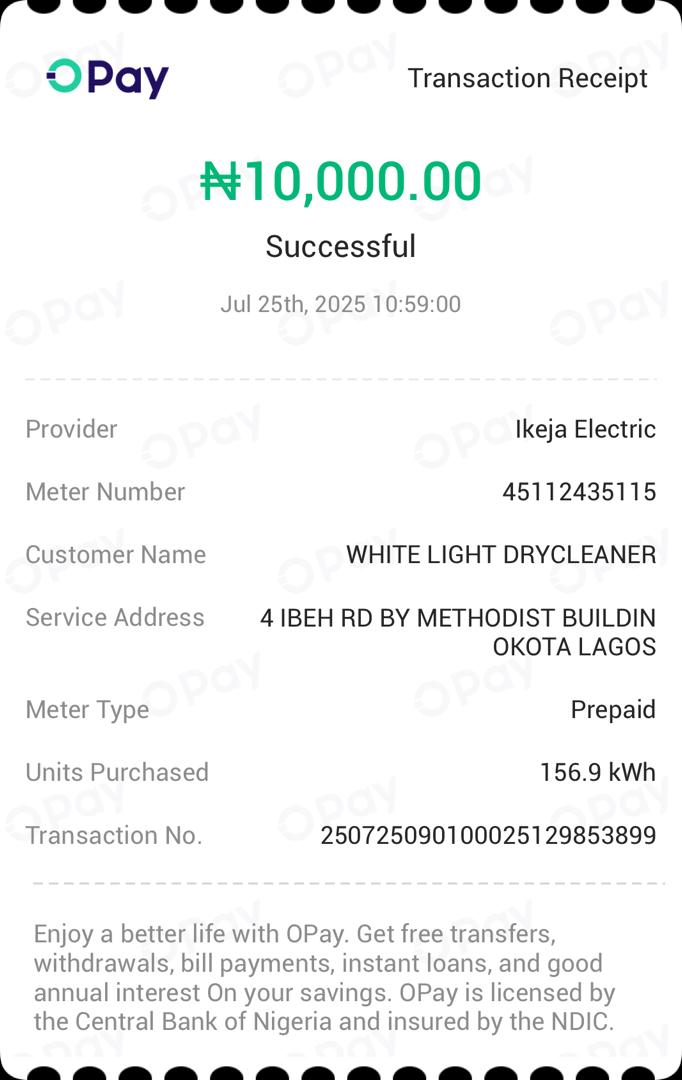 OPay
Transaction Receipt
₦10,000.00
Successful
Jul 25th, 2025 10:59:00
Provider Ikeja Electric
Meter Number 45112435115
Customer Name WHITE LIGHT DRYCLEANER
Service Address 4 IBEH RD BY METHODIST BUILDIN
OKOTA LAGOS
Meter Type Prepaid
Units Purchased 156.9 kWh
Transaction No. 250725090100025129853899
Enjoy a better life with OPay. Get free transfers,
withdrawals, bill payments, instant loans, and good
annual interest On your savings. OPay is licensed by
the Central Bank of Nigeria and insured by the NDIC.